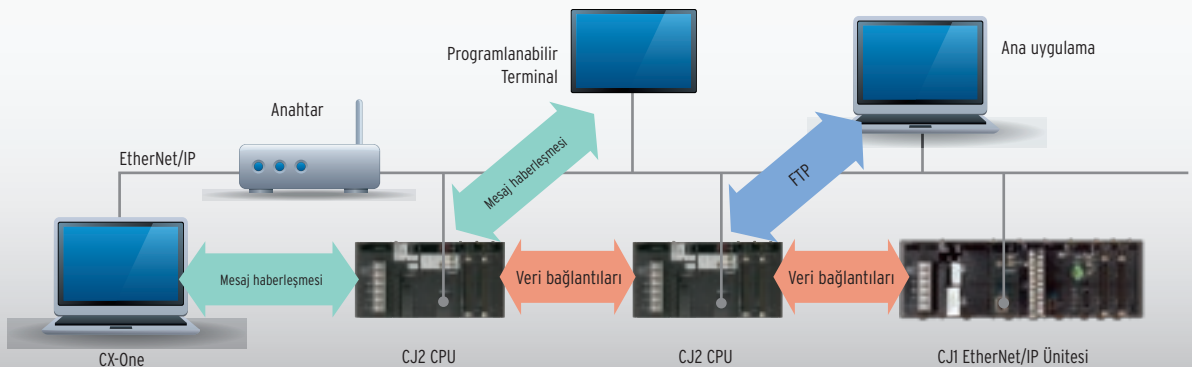 Programlanabilir
Terminal
Ana uygulama
Anahtar
EtherNet/IP
Mesaj haberleşmesi
FTP
Mesaj haberleşmesi
Veri bağlantıları
Veri bağlantıları
CX-One
CJ2 CPU
CJ2 CPU
CJ1 EtherNet/IP Ünitesi